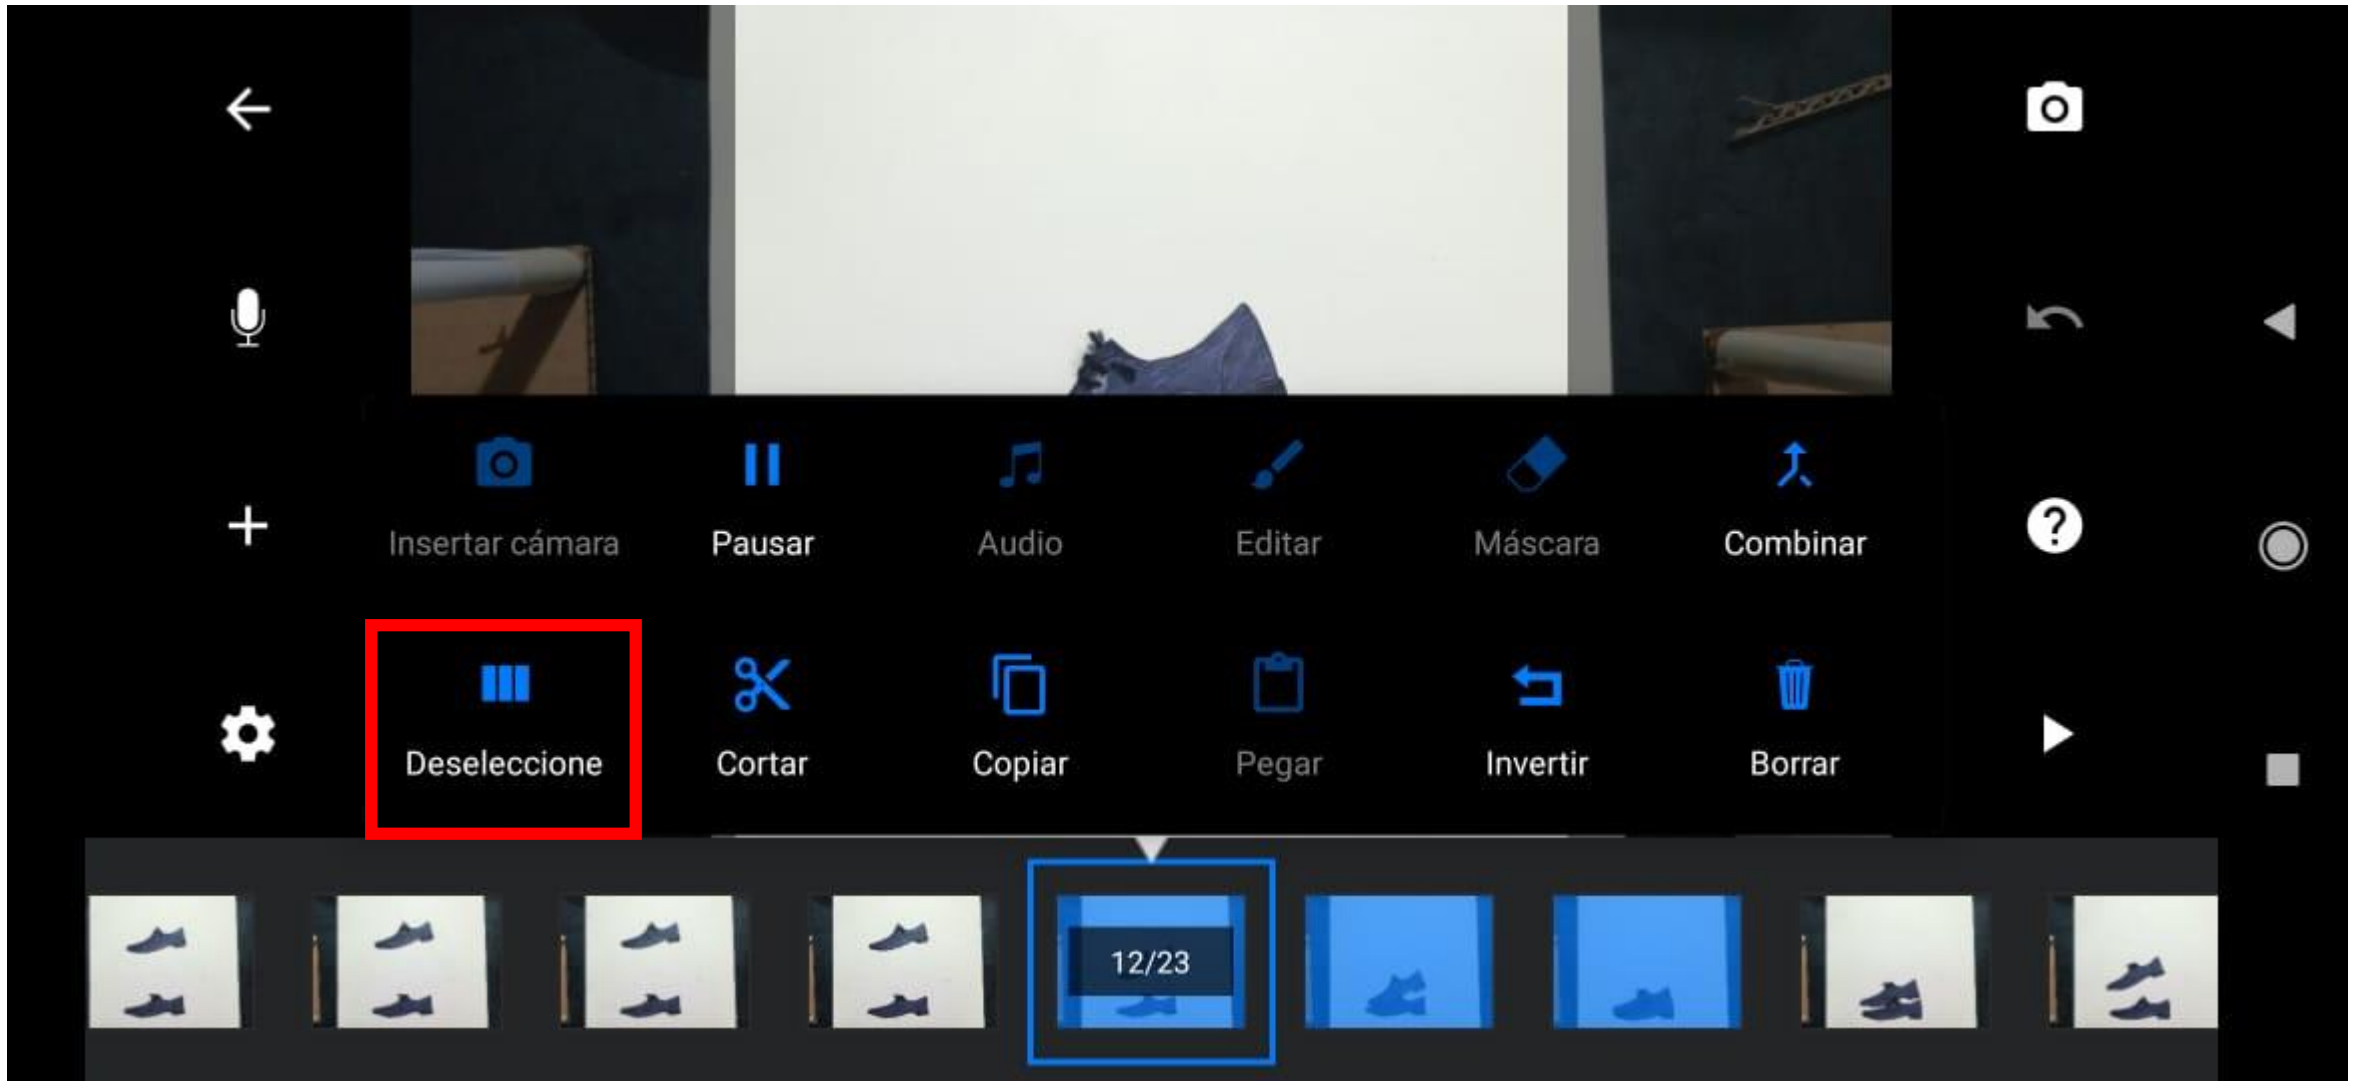 Insertar cámara
Pausar
Audio
Editar
Máscara
Combinar
Deseleccione
Cortar
Copiar
Pegar
Invertir
Borrar
12/23